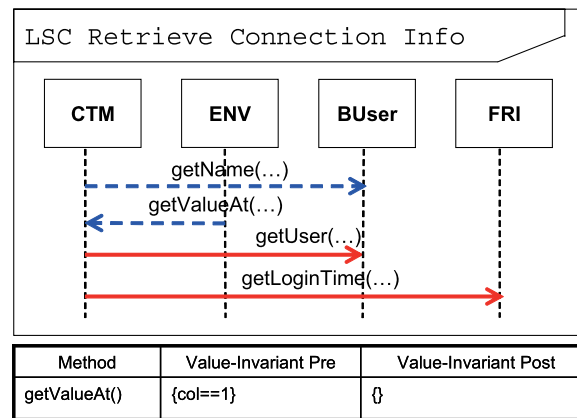 LSC Retrieve Connection Info
CTM ENV BUser FRI
getName(…)
getValueAt(…)
getUser(…)
getLoginTime(…)
Method Value-Invariant Pre Value-Invariant Post
getValueAt() {col==1} {}